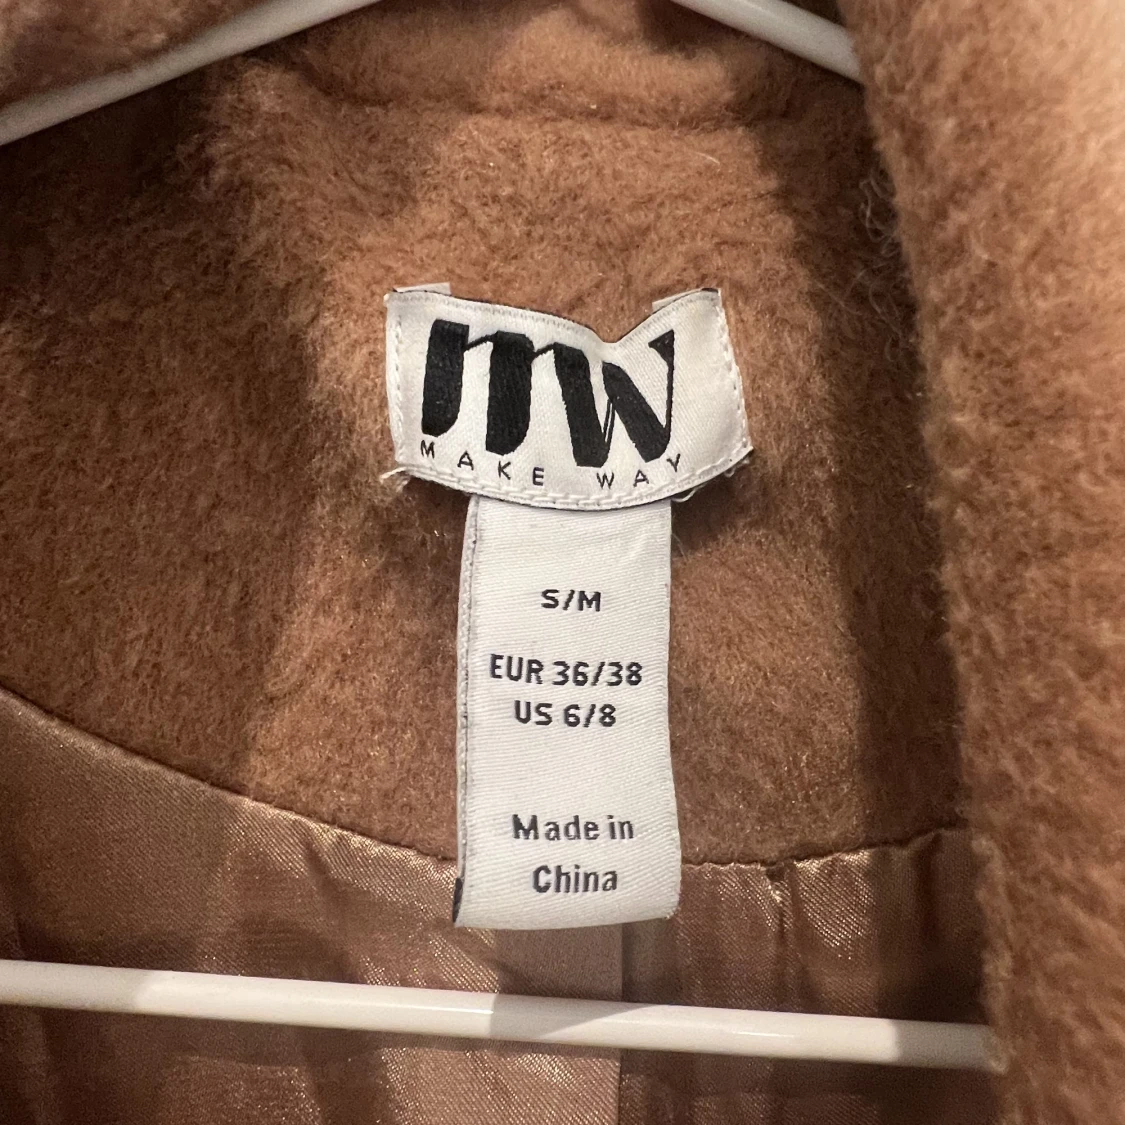 mw
MAKE WAY
S/M
EUR 36/38
US 6/8
Made in
China